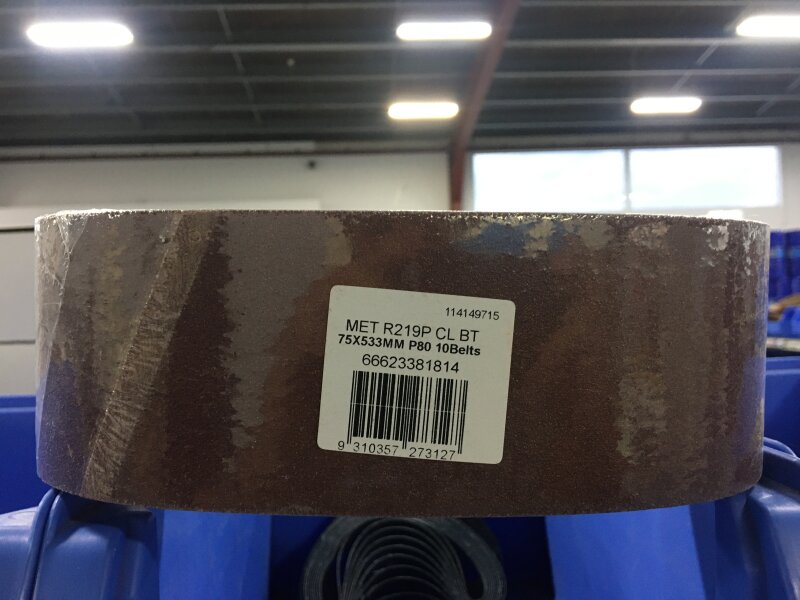 114149715
MET R219P CL BT
75X533MM P80 10Belts
66623381814
9 310357 273127